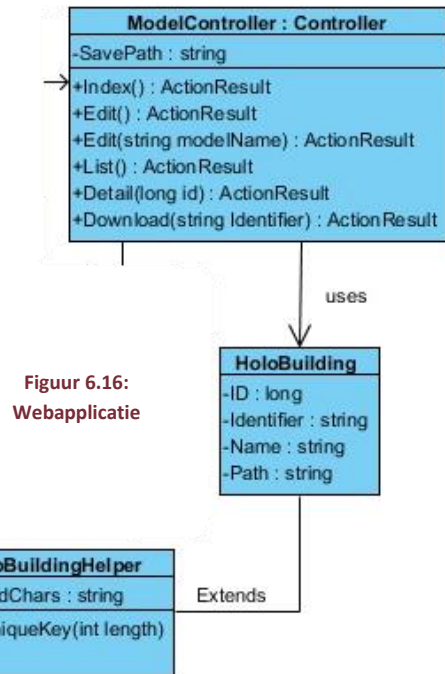 ModelController : Controller
-SavePath : string
+Index() : ActionResult
+Edit() : ActionResult
+Edit(string modelName) : ActionResult
+List() : ActionResult
+Detail(long id) : ActionResult
+Download(string Identifier) : ActionResult
uses
Figuur 6.16:
Webapplicatie
HoloBuilding
-ID : long
-Identifier : string
-Name : string
-Path : string
oBuildingHelper
dChars : string
niqueKey(int length)
Extends